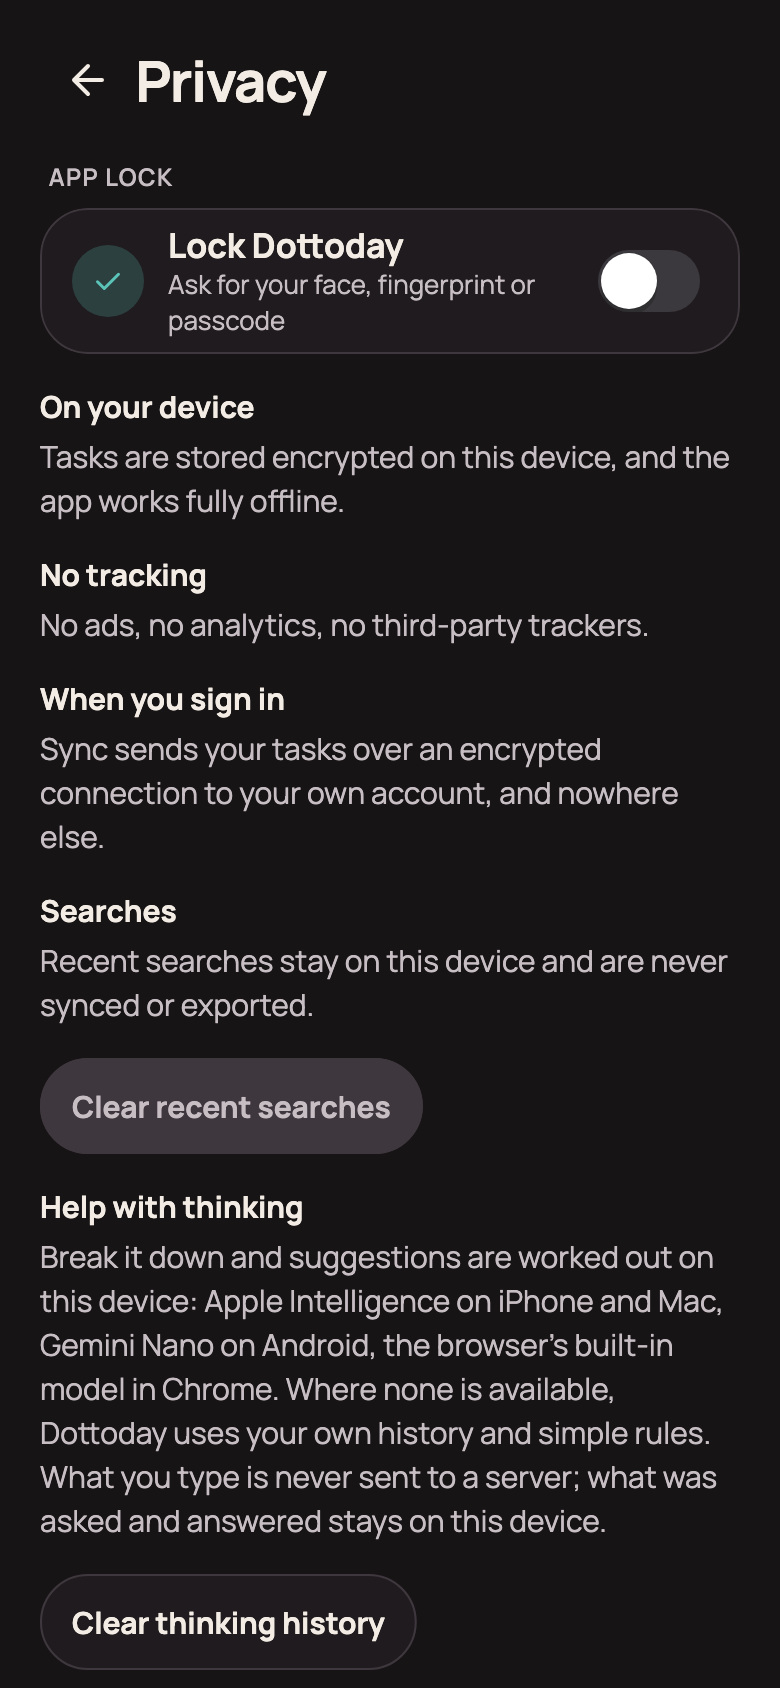 Privacy
APP LOCK
Lock Dottoday
Ask for your face, fingerprint or
passcode
On your device
Tasks are stored encrypted on this device, and the
app works fully offline.
No tracking
No ads, no analytics, no third-party trackers.
When you sign in
Sync sends your tasks over an encrypted
connection to your own account, and nowhere
else.
Searches
Recent searches stay on this device and are never
synced or exported.
Clear recent searches
Help with thinking
Break it down and suggestions are worked out on
this device: Apple Intelligence on iPhone and Mac,
Gemini Nano on Android, the browser’s built-in
model in Chrome. Where none is available,
Dottoday uses your own history and simple rules.
What you type is never sent to a server; what was
asked and answered stays on this device.
Clear thinking history